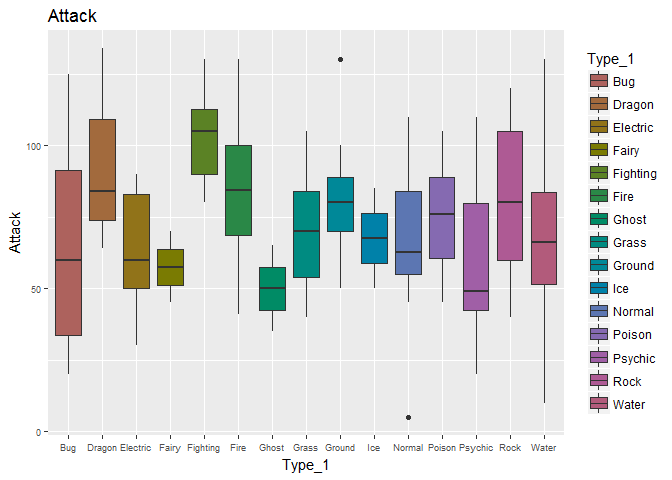 Attack
Attack
100
50
0
Bug Dragon Electric Fairy Fighting Fire Ghost Grass Ground Ice Normal Poison Psychic Rock Water
Type_1
Type_1
Bug
Dragon
Electric
Fairy
Fighting
Fire
Ghost
Grass
Ground
Ice
Normal
Poison
Psychic
Rock
Water